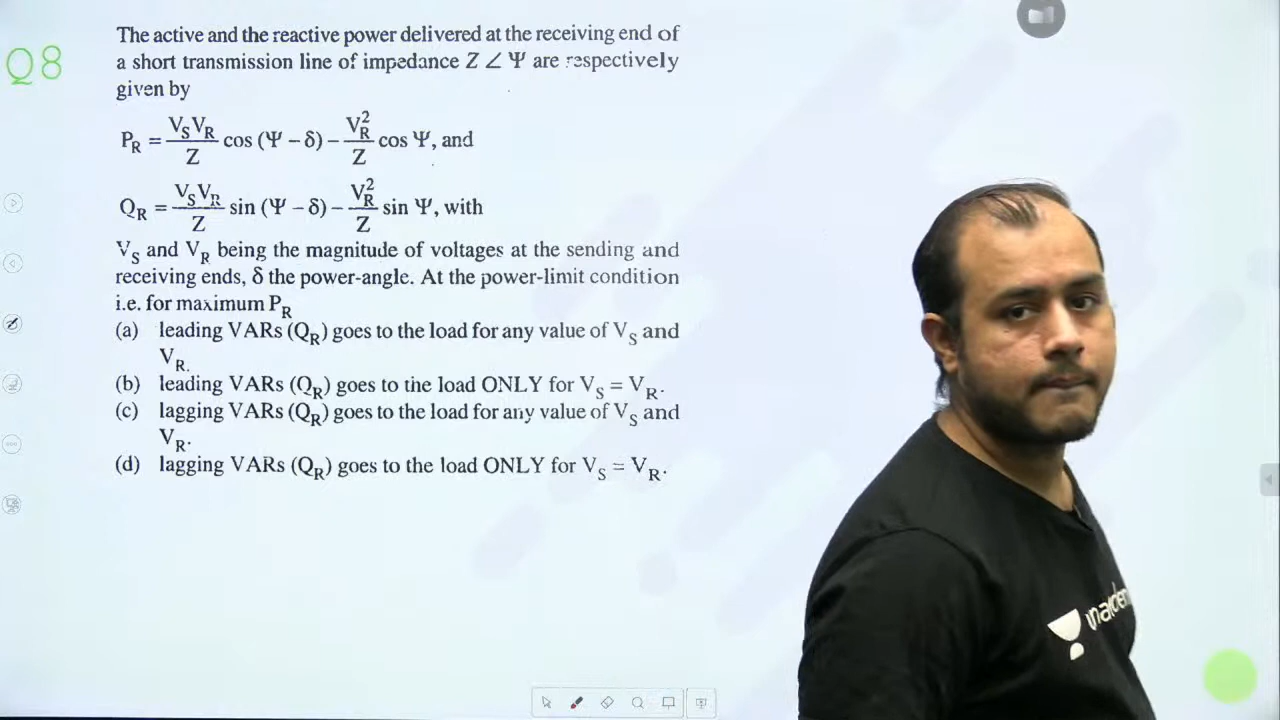 Q8
The active and the reactive power delivered at the receiving end of
a short transmission line of impedance Z ∠ Ψ are respectively
given by
P_R = V_S V_R / Z cos (Ψ – δ) – V_R^2 / Z cos Ψ, and
Q_R = V_S V_R / Z sin (Ψ – δ) – V_R^2 / Z sin Ψ, with
V_S and V_R being the magnitude of voltages at the sending and
receiving ends, δ the power-angle. At the power-limit condition
i.e. for maximum P_R
(a) leading VARs (Q_R) goes to the load for any value of V_S and
V_R.
(b) leading VARs (Q_R) goes to the load ONLY for V_S = V_R.
(c) lagging VARs (Q_R) goes to the load for any value of V_S and
V_R.
(d) lagging VARs (Q_R) goes to the load ONLY for V_S = V_R.